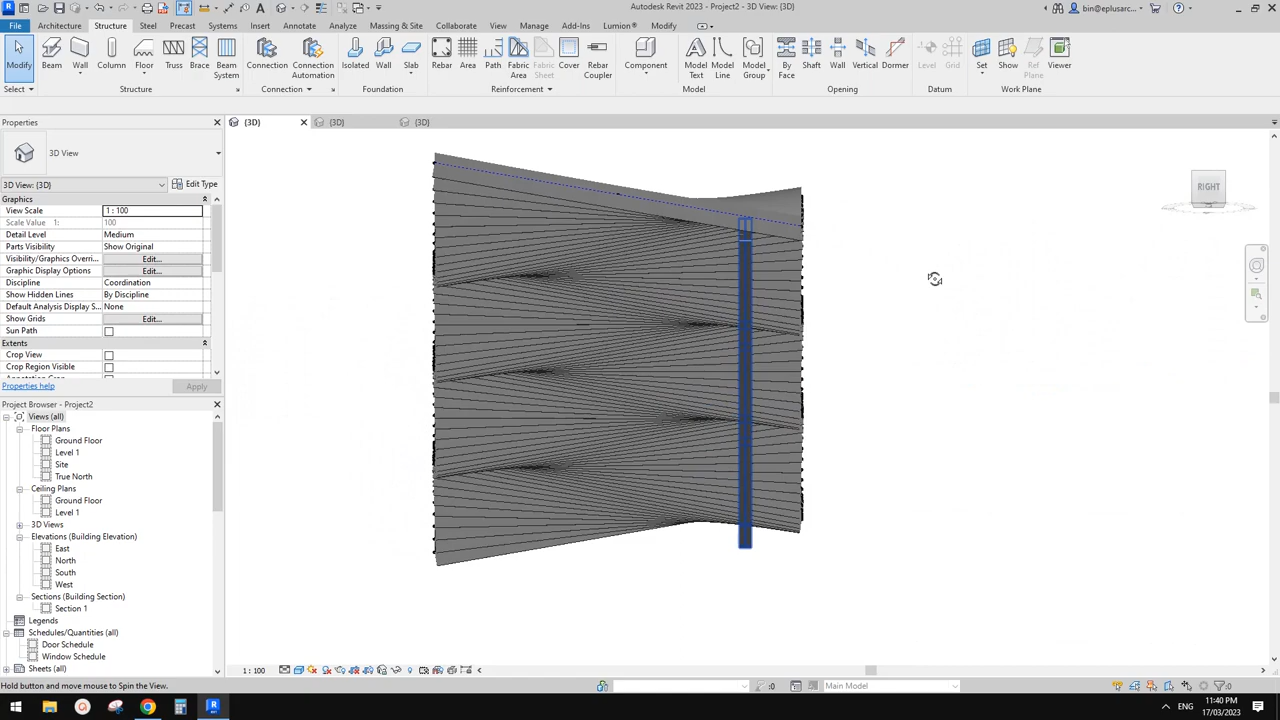 Autodesk Revit 2023 - Project2 - 3D View: {3D}
bin@eplusarc...
File Architecture Structure Steel Precast Systems Insert Annotate Analyze Massing & Site Collaborate View Manage Add-Ins Lumion® Modify
Modify Beam Wall Column Floor Truss Brace Beam System Connection Connection Automation Isolated Wall Slab Rebar Area Path Fabric Area Fabric Sheet Cover Rebar Coupler Component Model Text Model Line Model Group By Face Shaft Wall Vertical Dormer Level Grid Set Show Ref Plane Viewer
Select Structure Connection Foundation Reinforcement Model Opening Datum Work Plane
Properties
{3D} {3D} {3D}
3D View
3D View: {3D} Edit Type
Graphics
View Scale 1 : 100
Scale Value 1: 100
Detail Level Medium
Parts Visibility Show Original
Visibility/Graphics Overri... Edit...
Graphic Display Options Edit...
Discipline Coordination
Show Hidden Lines By Discipline
Default Analysis Display S... None
Show Grids Edit...
Sun Path
Extents
Crop View
Crop Region Visible
Properties help Apply
Project Browser - Project2
Views (all)
Floor Plans
Ground Floor
Level 1
Site
True North
Ceiling Plans
Ground Floor
Level 1
3D Views
Elevations (Building Elevation)
East
North
South
West
Sections (Building Section)
Section 1
Legends
Schedules/Quantities (all)
Door Schedule
Window Schedule
Sheets (all)
RIGHT
1 : 100
Hold button and move mouse to Spin the View.
:0
Main Model
:0
ENG
11:40 PM
17/03/2023